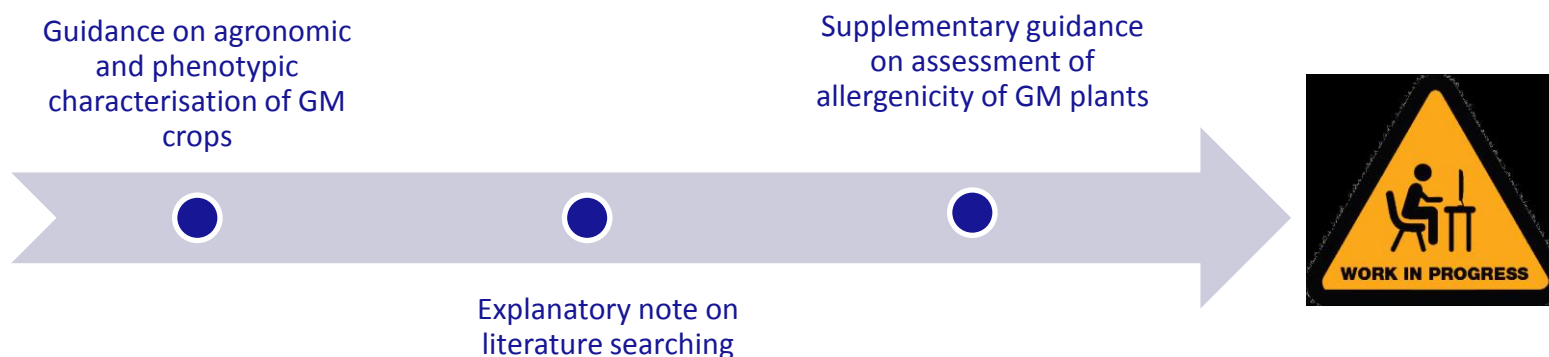 Guidance on agronomic
and phenotypic
characterisation of GM
crops
Explanatory note on
literature searching
Supplementary guidance
on assessment of
allergenicity of GM plants
WORK IN PROGRESS